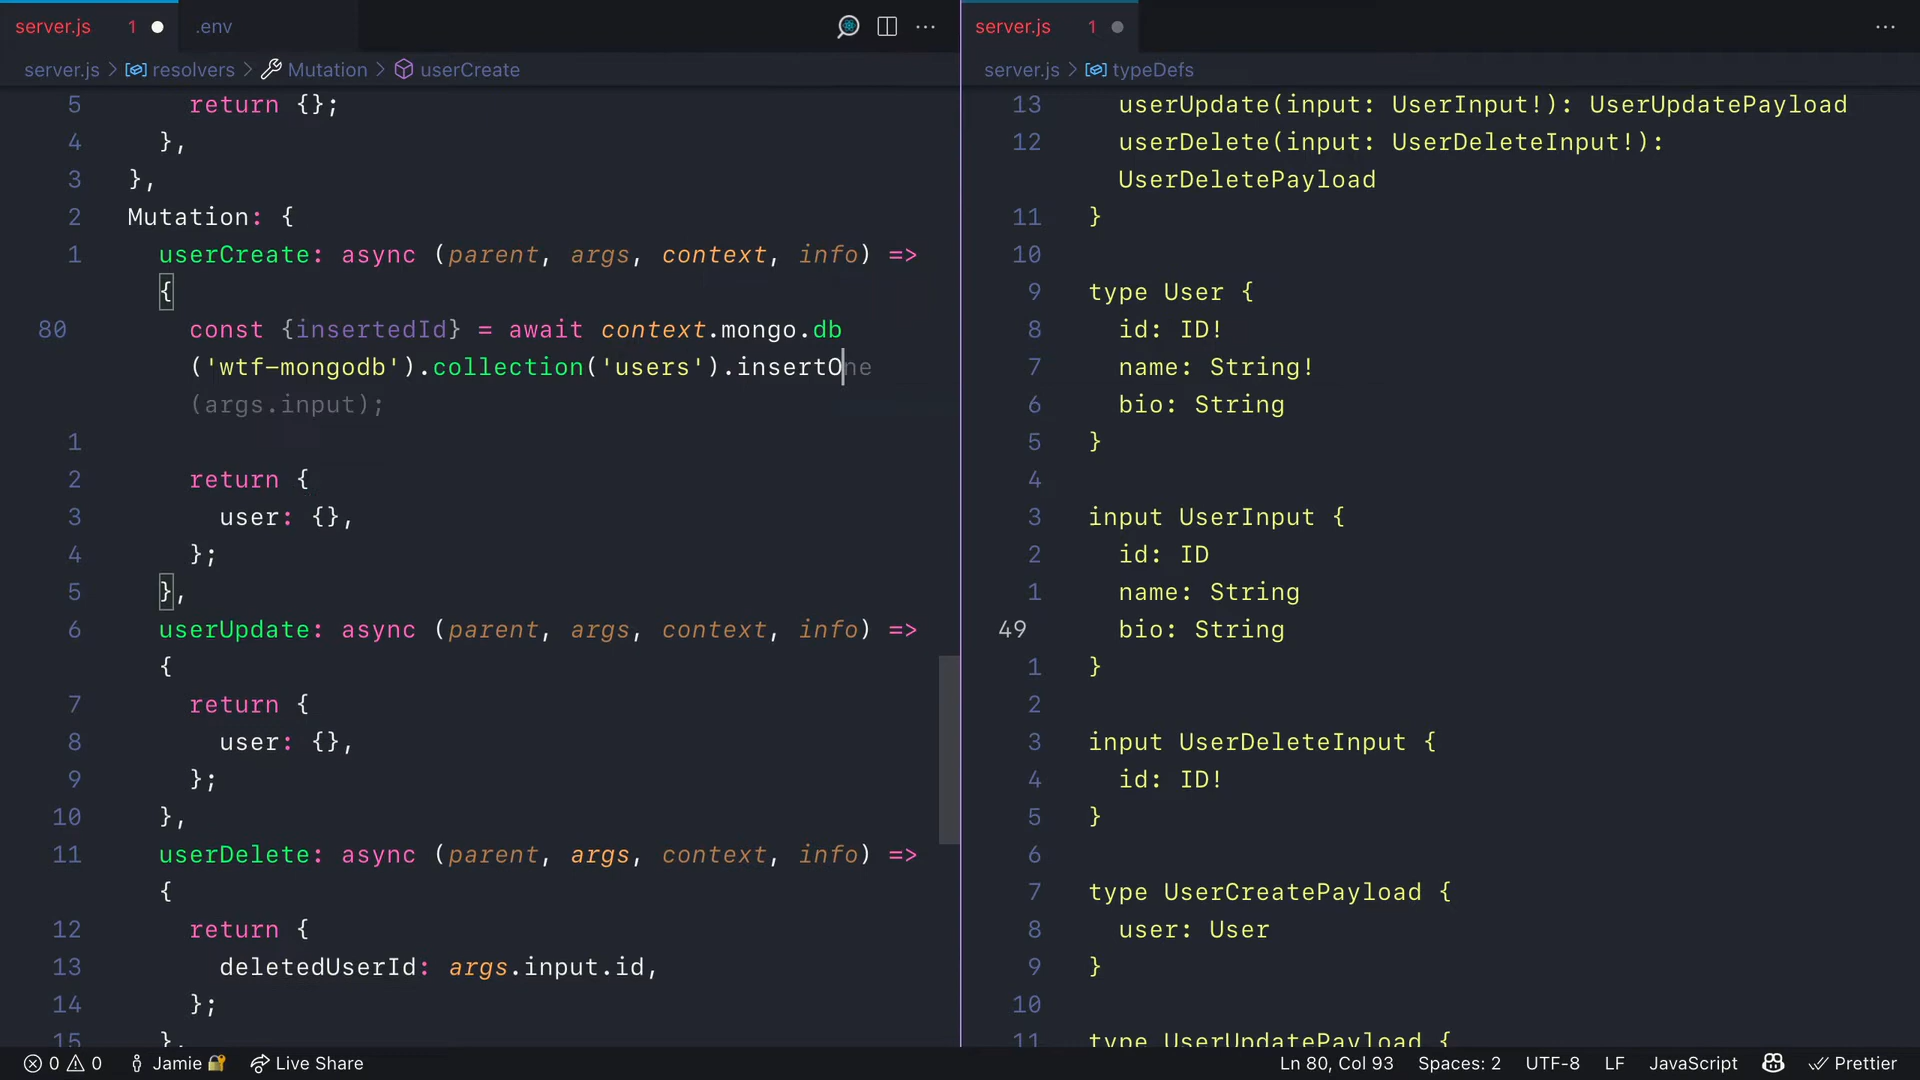 server.js 1
.env
server.js > resolvers > Mutation > userCreate
5 return {};
4 },
3 },
2 Mutation: {
1 userCreate: async (parent, args, context, info) =>
{
80 const {insertedId} = await context.mongo.db
('wtf-mongodb').collection('users').insertOne
(args.input);
1
2 return {
3 user: {},
4 };
5 },
6 userUpdate: async (parent, args, context, info) =>
{
7 return {
8 user: {},
9 };
10 },
11 userDelete: async (parent, args, context, info) =>
{
12 return {
13 deletedUserId: args.input.id,
14 };
15 },
server.js 1
server.js > typeDefs
13 userUpdate(input: UserInput!): UserUpdatePayload
12 userDelete(input: UserDeleteInput!):
UserDeletePayload
11 }
10
9 type User {
8 id: ID!
7 name: String!
6 bio: String
5 }
4
3 input UserInput {
2 id: ID
1 name: String
49 bio: String
1 }
2
3 input UserDeleteInput {
4 id: ID!
5 }
6
7 type UserCreatePayload {
8 user: User
9 }
10
11 type UserUpdatePayload {
0 0 Jamie Live Share Ln 80, Col 93 Spaces: 2 UTF-8 LF JavaScript Prettier